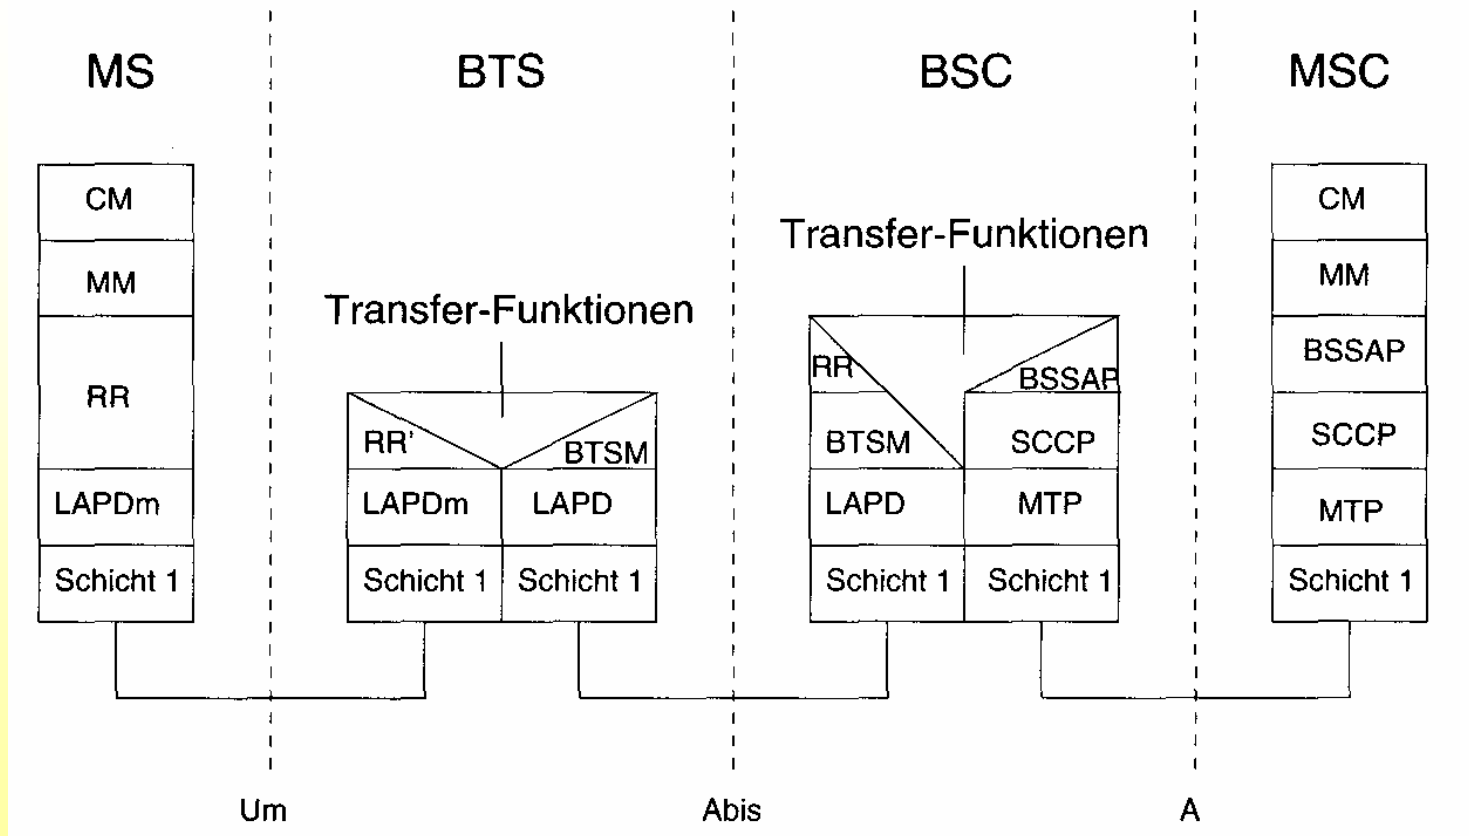 MS
BTS
BSC
MSC
CM
MM
RR
LAPDm
Schicht 1
Transfer-Funktionen
RR'
BTSM
LAPDm
LAPD
Schicht 1
Schicht 1
Transfer-Funktionen
RR
BSSAP
BTSM
SCCP
LAPD
MTP
Schicht 1
Schicht 1
CM
MM
BSSAP
SCCP
MTP
Schicht 1
Um
Abis
A